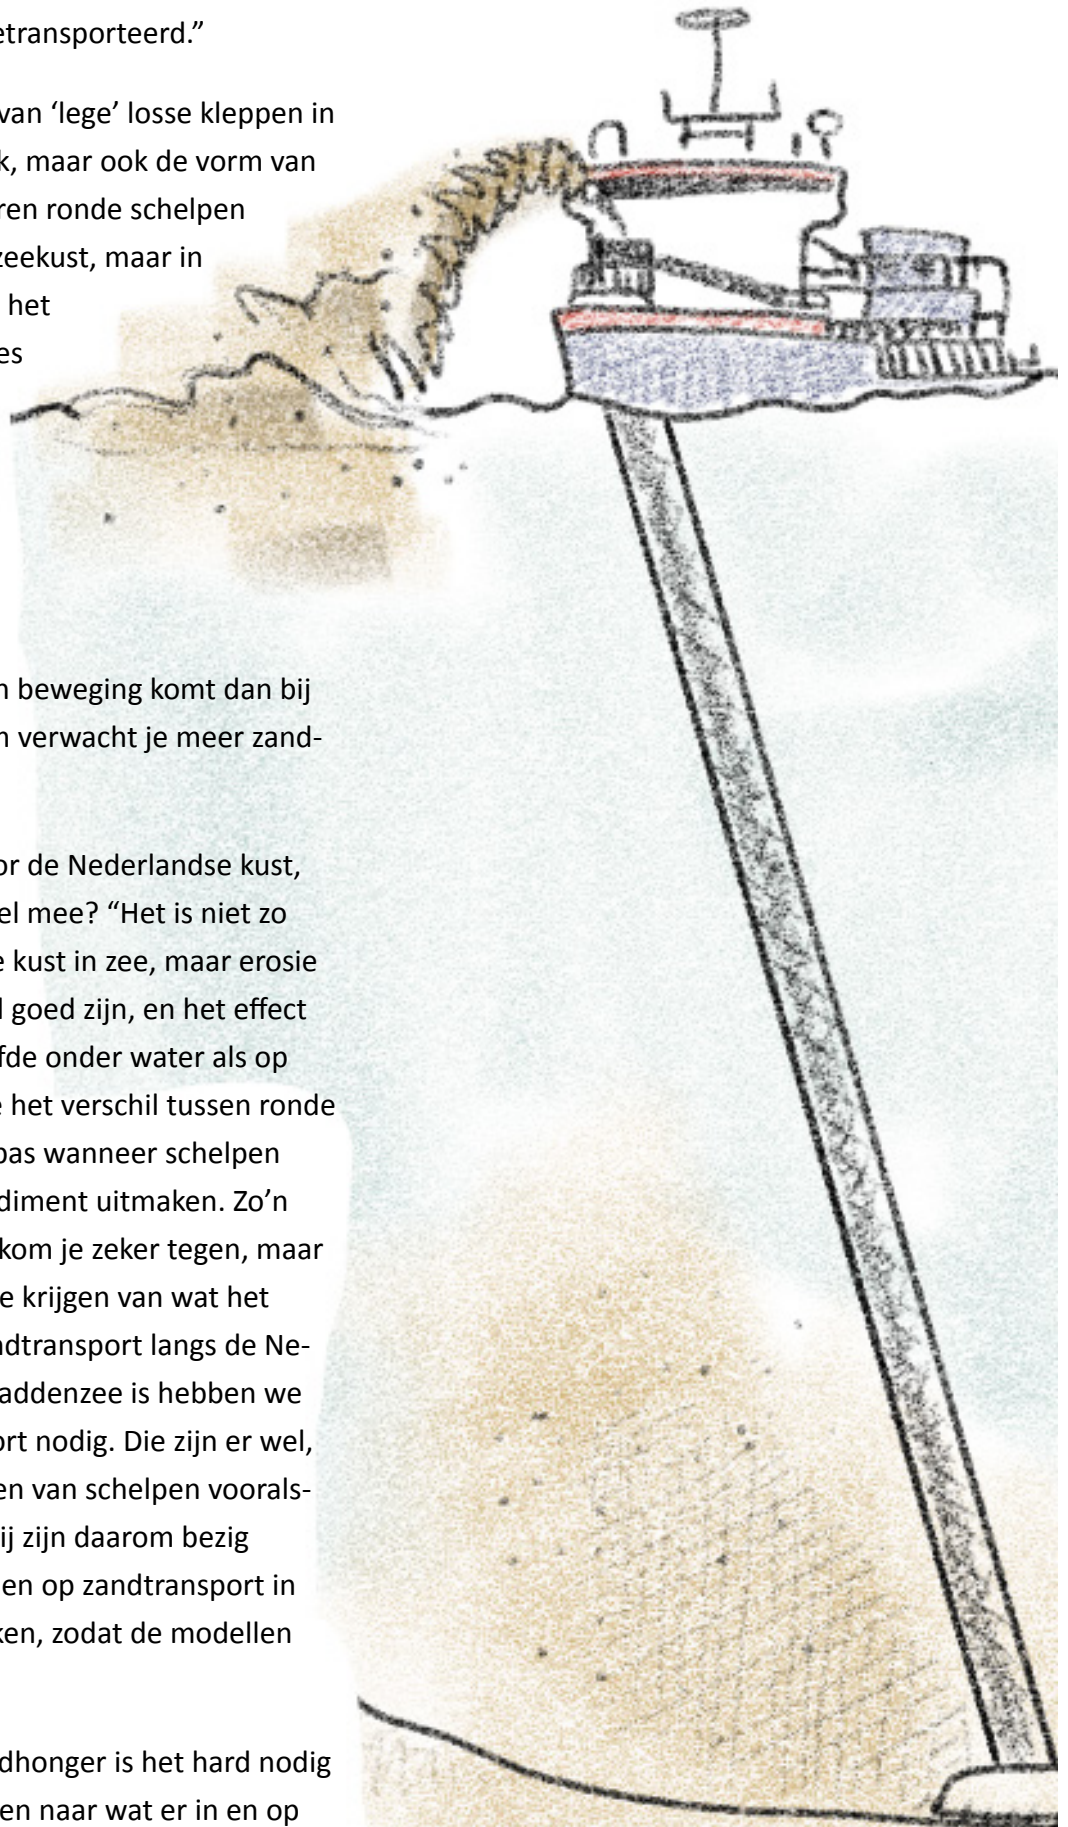 etransporteerd.”
van ‘lege’ losse kleppen in
k, maar ook de vorm van
ren ronde schelpen
zeekust, maar in
het
es
n beweging komt dan bij
n verwacht je meer zand-
or de Nederlandse kust,
el mee? “Het is niet zo
e kust in zee, maar erosie
l goed zijn, en het effect
fde onder water als op
e het verschil tussen ronde
pas wanneer schelpen
diment uitmaken. Zo’n
kom je zeker tegen, maar
e krijgen van wat het
ndtransport langs de Ne-
addenzee is hebben we
ort nodig. Die zijn er wel,
en van schelpen voorals-
ij zijn daarom bezig
en op zandtransport in
ken, zodat de modellen
dhonger is het hard nodig
en naar wat er in en op